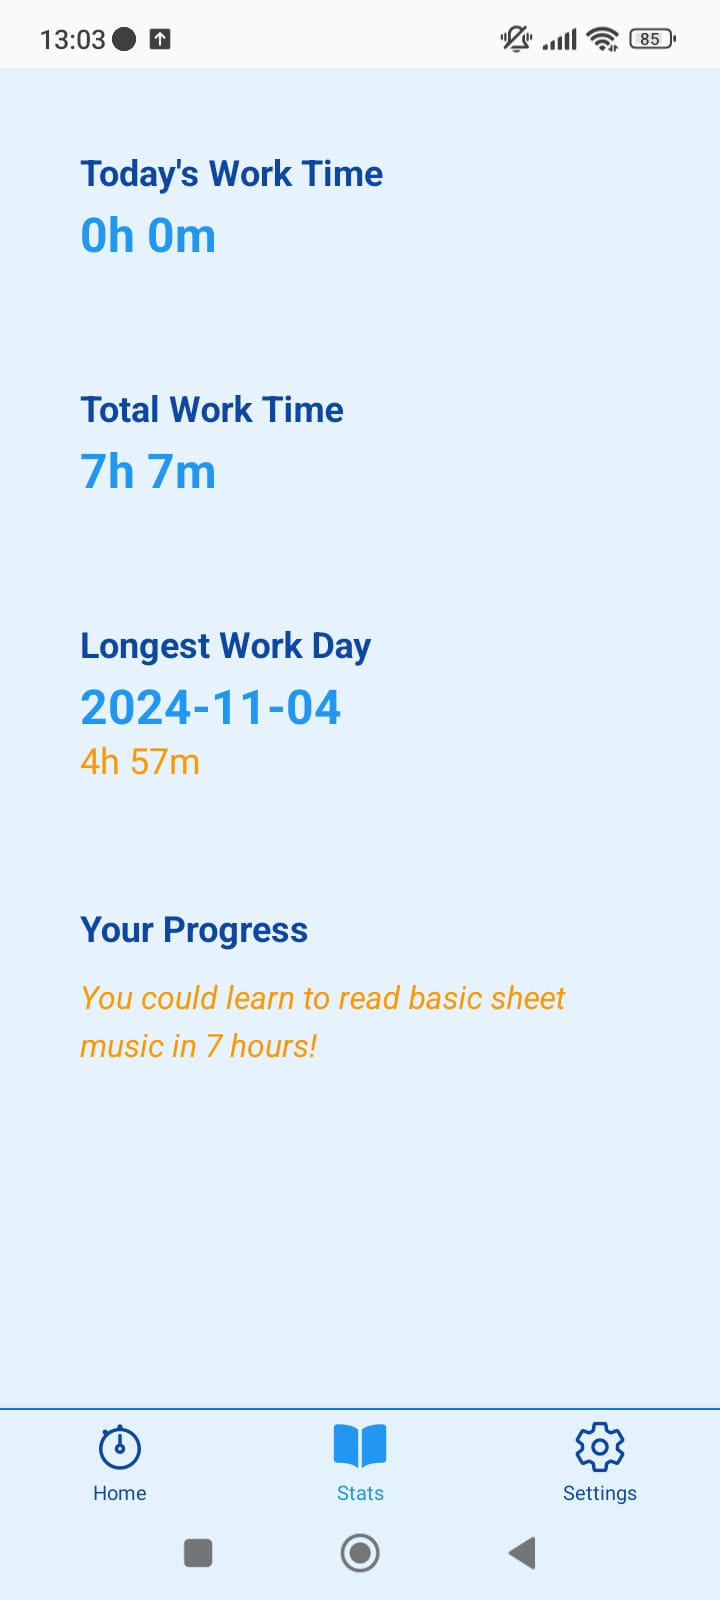 13:03
85
Today's Work Time
0h 0m
Total Work Time
7h 7m
Longest Work Day
2024-11-04
4h 57m
Your Progress
You could learn to read basic sheet
music in 7 hours!
Home
Stats
Settings